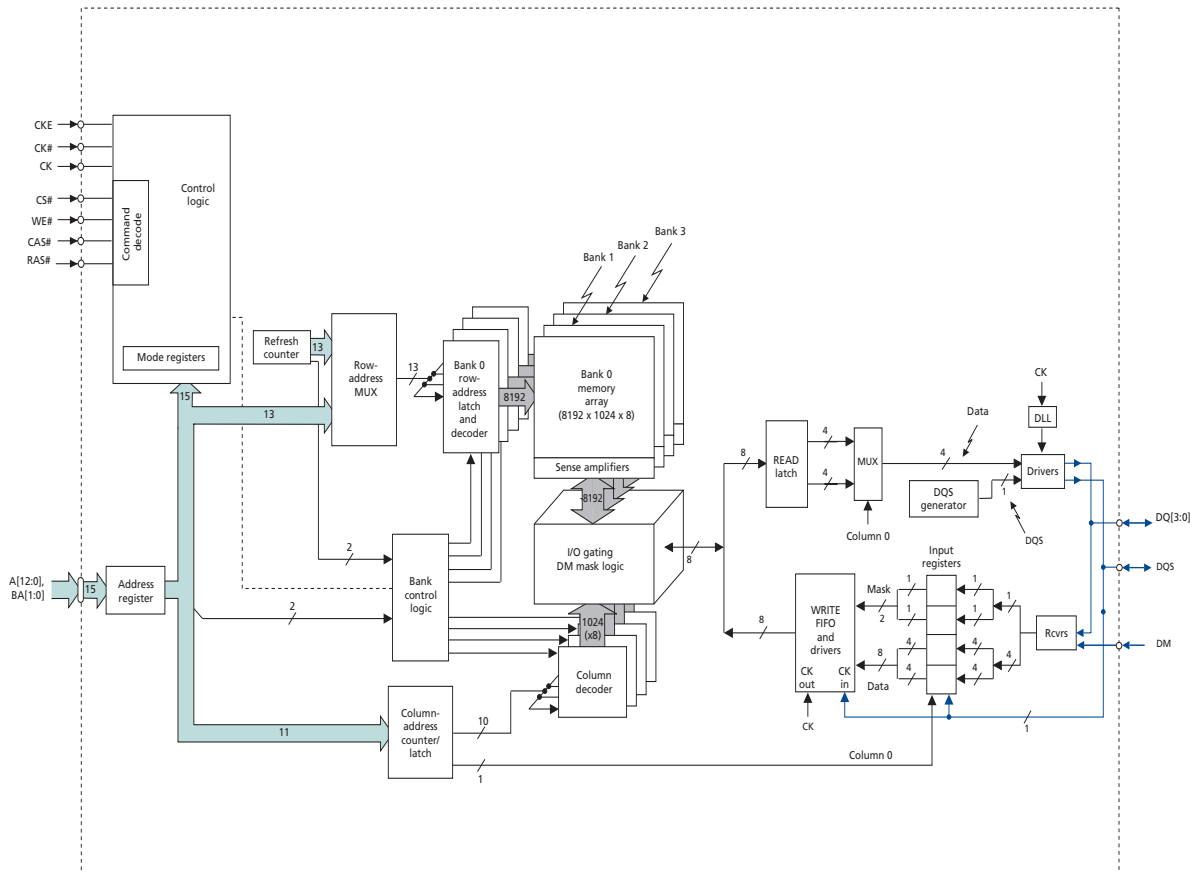 CKE
CK#
CK
CS#
WE#
CAS#
RAS#
Control
logic
Command
decode
Mode registers
15
Refresh
counter
13
13
Row-
address
MUX
13
Bank 0
row-
address
latch
and
decoder
8192
Bank 1
Bank 2
Bank 3
Bank 0
memory
array
(8192 x 1024 x 8)
Sense amplifiers
8192
I/O gating
DM mask logic
8
1024
(x8)
Column
decoder
A[12:0],
BA[1:0]
15
Address
register
2
2
Bank
control
logic
11
Column-
address
counter/
latch
10
1
Column 0
8
READ
latch
4
4
MUX
Column 0
4
Data
DQS
generator
1
DQS
CK
DLL
Drivers
DQ[3:0]
DQS
DM
Input
registers
8
WRITE
FIFO
and
drivers
CK
out
CK
in
CK
Mask
2
8
Data
1
1
4
4
1
1
4
4
1
4
Rcvrs
1